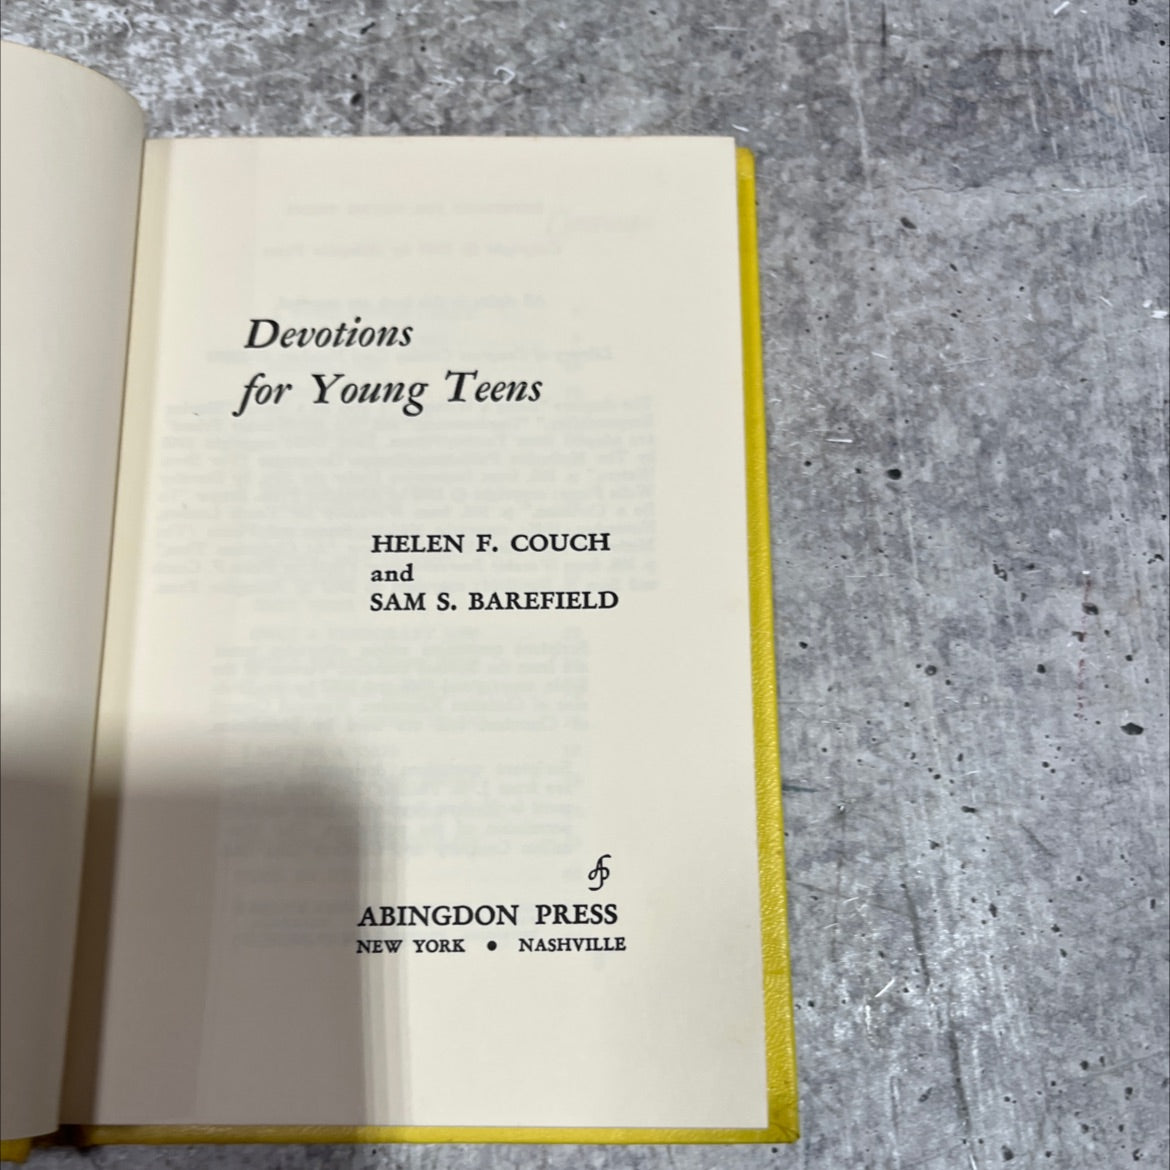 Devotions
for Young Teens
HELEN F. COUCH
and
SAM S. BAREFIELD
ABINGDON PRESS
NEW YORK • NASHVILLE